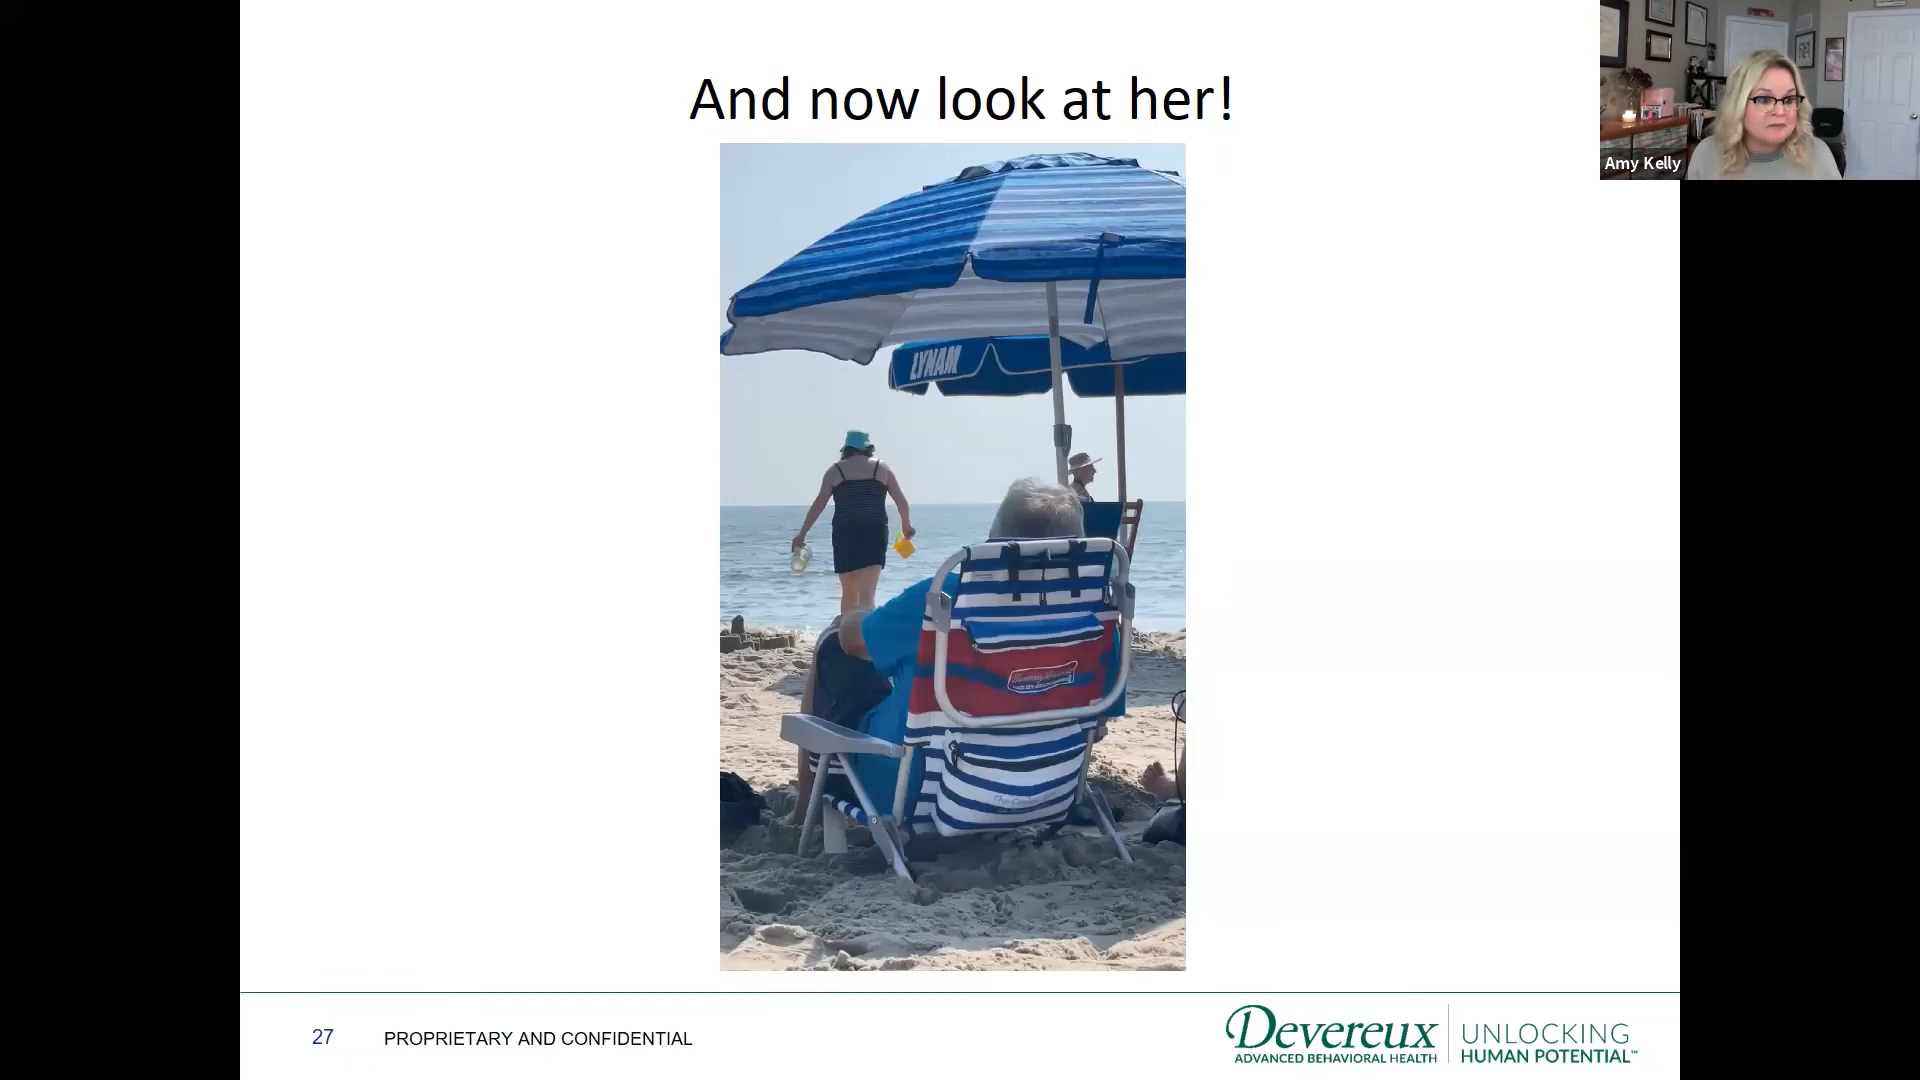 And now look at her!
Amy Kelly
LYNAM
27
PROPRIETARY AND CONFIDENTIAL
Devereux
ADVANCED BEHAVIORAL HEALTH
UNLOCKING
HUMAN POTENTIAL™